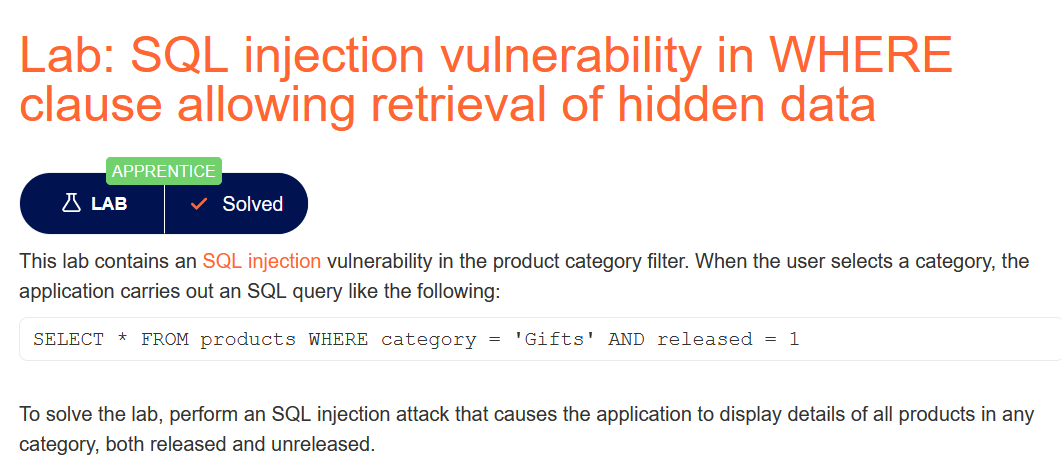 Lab: SQL injection vulnerability in WHERE
clause allowing retrieval of hidden data
APPRENTICE
LAB
Solved
This lab contains an SQL injection vulnerability in the product category filter. When the user selects a category, the
application carries out an SQL query like the following:
SELECT * FROM products WHERE category = 'Gifts' AND released = 1
To solve the lab, perform an SQL injection attack that causes the application to display details of all products in any
category, both released and unreleased.